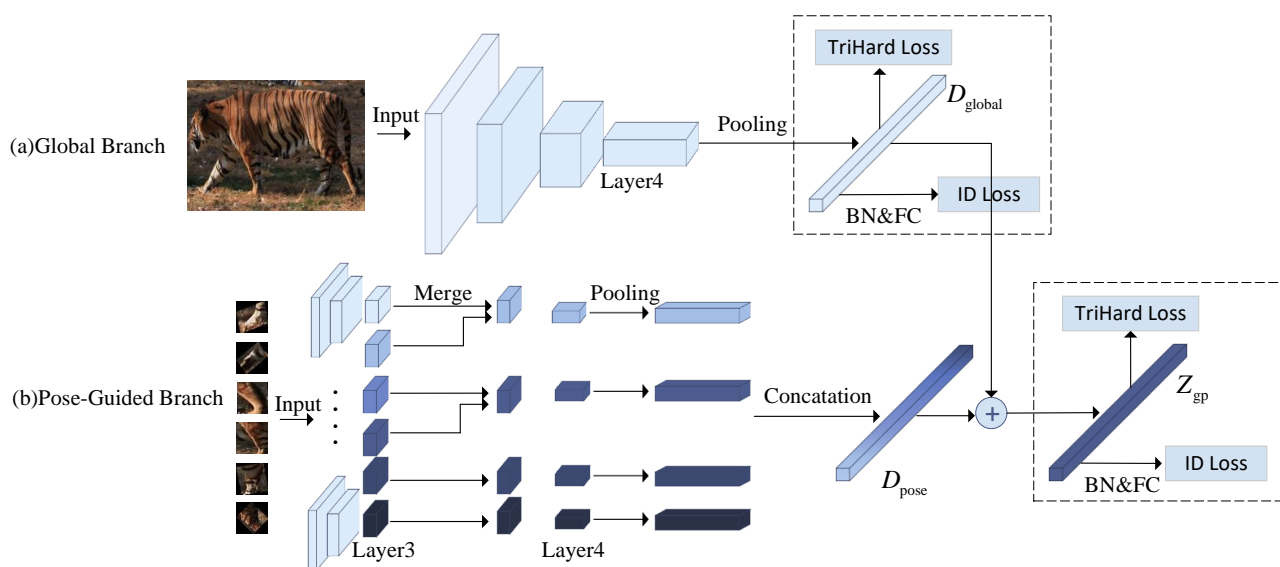 (a)Global Branch
Input
Layer4
Pooling
TriHard Loss
D_global
BN&FC
ID Loss
(b)Pose-Guided Branch
Input
Merge
Pooling
Layer3
Layer4
Concatation
D_pose
+
TriHard Loss
Z_gp
BN&FC
ID Loss